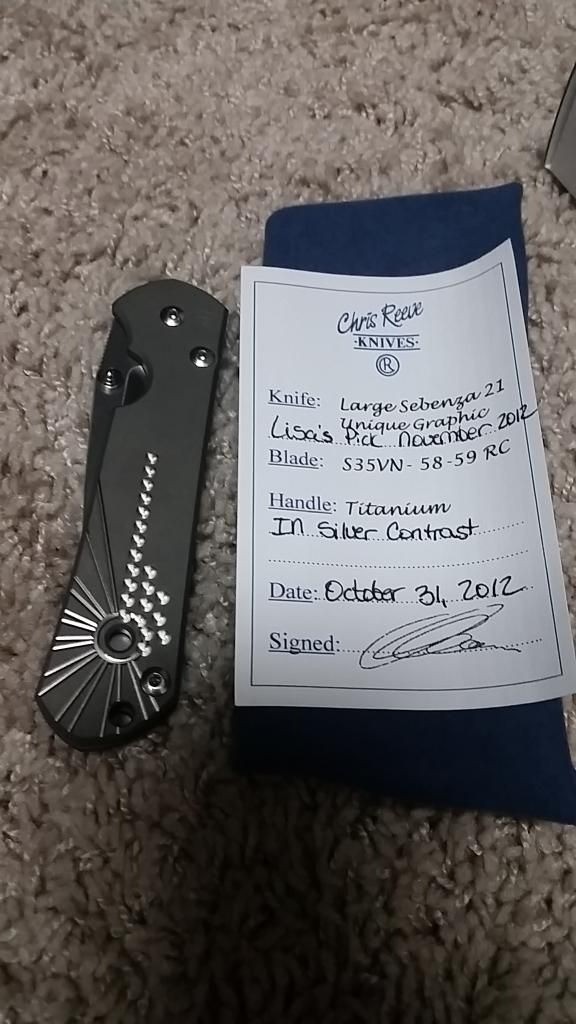 Chris Reeve
·KNIVES·
®
Knife: Large Sebenza 21
Unique Graphic
Lisa's Pick November 2012
Blade: S35VN - 58-59 RC
Handle: Titanium
In Silver Contrast
Date: October 31, 2012
Signed: